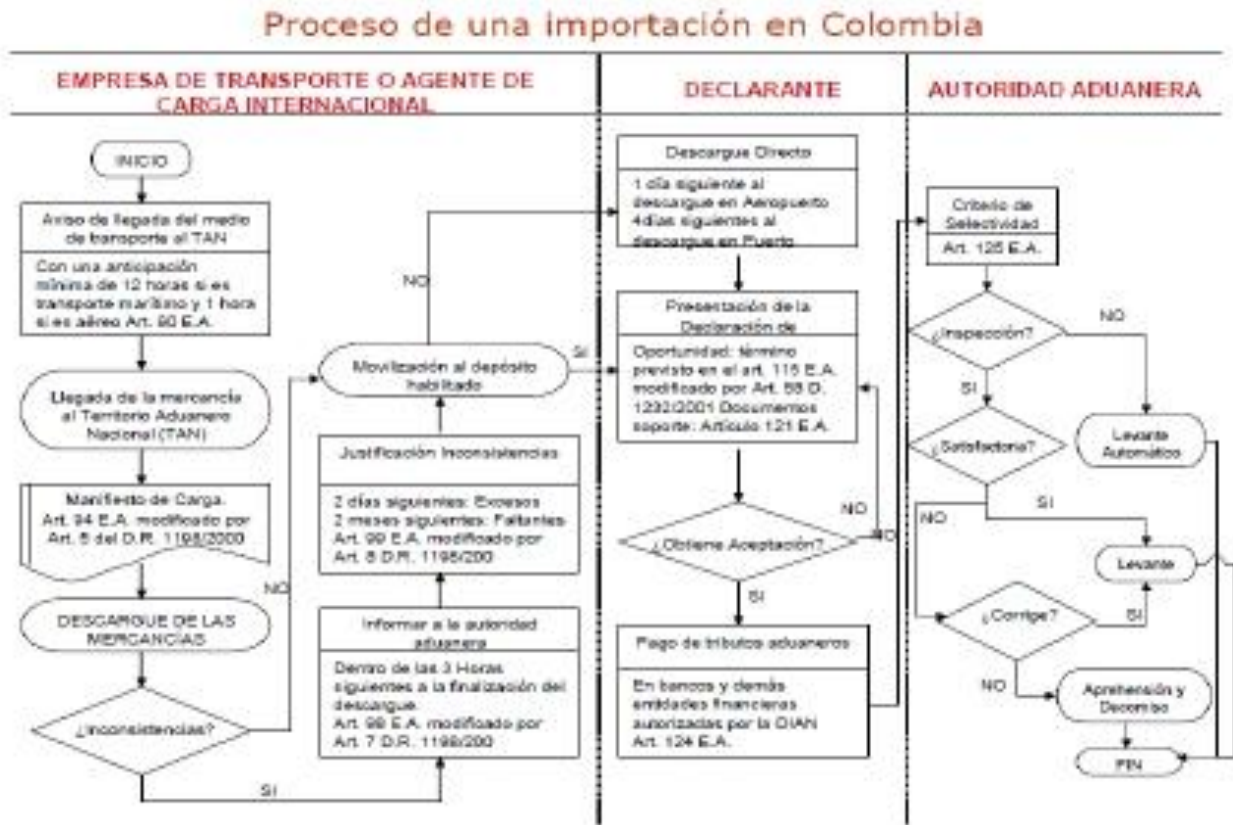 Proceso de una importación en Colombia
EMPRESA DE TRANSPORTE O AGENTE DE
CARGA INTERNACIONAL
INICIO
Aviso de llegada del medio
de transporte al TAN
Con una anticipación
mínima de 12 horas si es
transporte marítimo y 1 hora
si es aéreo Art. 90 E.A.
Llegada de la mercancía
al Territorio Aduanero
Nacional (TAN)
Manifiesto de Carga.
Art. 94 E.A. modificado por
Art. 5 del D.R. 1198/2000
DESCARGUE DE LAS
MERCANCÍAS
¿Inconsistencias?
SI
NO
Informar a la autoridad
aduanera
Dentro de las 3 Horas
siguientes a la finalización del
descargue.
Art. 98 E.A. modificado por
Art. 7 D.R. 1198/200
Justificación Inconsistencias
2 días siguientes: Excesos
2 meses siguientes: Faltantes
Art. 99 E.A. modificado por
Art. 8 D.R. 1198/200
Movilización al depósito
habilitado
NO
SI
DECLARANTE
Descargue Directo
1 día siguiente al
descargue en Aeropuerto
4días siguientes al
descargue en Puerto
Presentación de la
Declaración de
Oportunidad: término
previsto en el art. 115 E.A.
modificado por Art. 58 D.
1232/2001 Documentos
soporte: Artículo 121 E.A.
¿Obtiene Aceptación?
NO
NO
SI
Pago de tributos aduaneros
En bancos y demás
entidades financieras
autorizadas por la DIAN
Art. 124 E.A.
AUTORIDAD ADUANERA
Criterio de
Selectividad
Art. 125 E.A.
¿Inspección?
NO
SI
¿Satisfactoria?
Levante
Automático
NO
SI
Levante
¿Corrige?
SI
NO
Aprehensión y
Decomiso
FIN